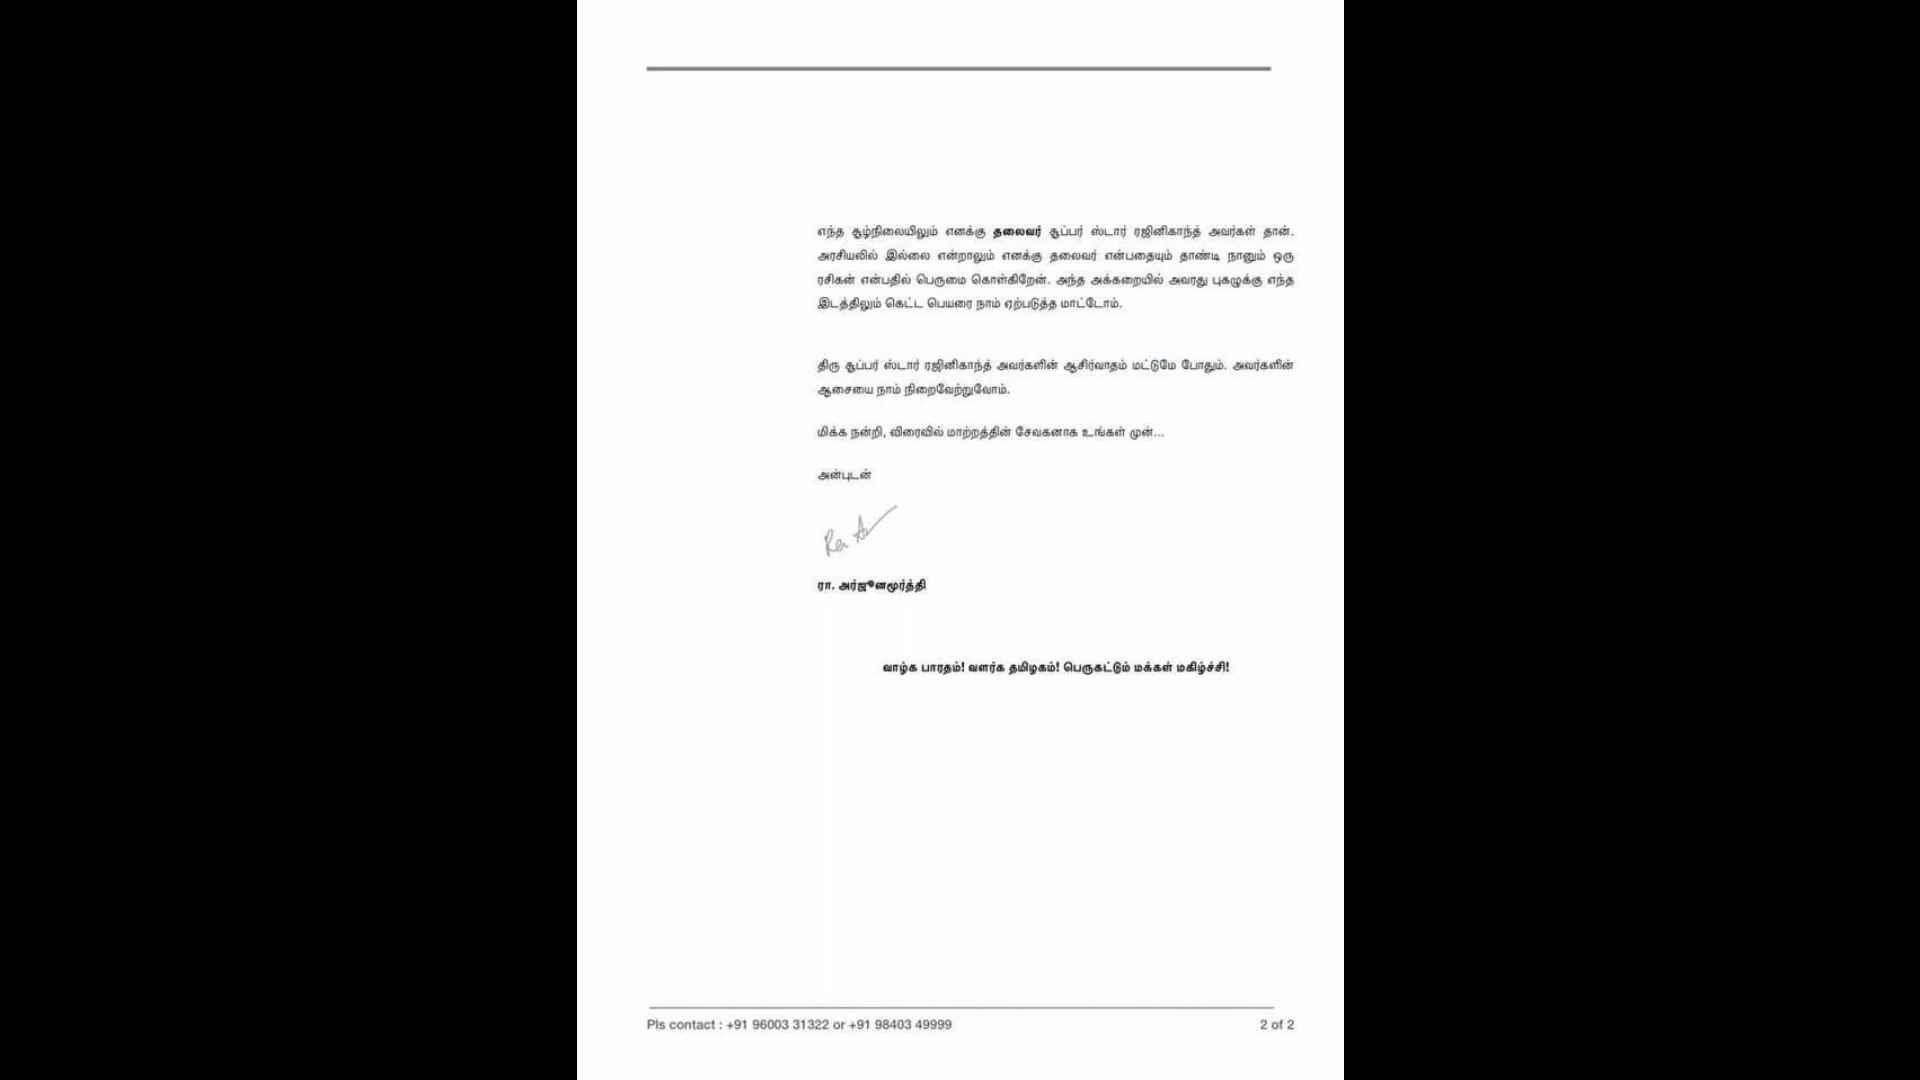 எந்த சூழ்நிலையிலும் எனக்கு தலைவர் சூப்பர் ஸ்டார் ரஜினிகாந்த் அவர்கள் தான்.
அரசியலில் இல்லை என்றாலும் எனக்கு தலைவர் என்பதையும் தாண்டி நானும் ஒரு
ரசிகன் என்பதில் பெருமை கொள்கிறேன். அந்த அக்கறையில் அவரது புகழுக்கு எந்த
இடத்திலும் கெட்ட பெயரை நாம் ஏற்படுத்த மாட்டோம்.
திரு சூப்பர் ஸ்டார் ரஜினிகாந்த் அவர்களின் ஆசிர்வாதம் மட்டுமே போதும். அவர்களின்
ஆசையை நாம் நிறைவேற்றுவோம்.
மிக்க நன்றி, விரைவில் மாற்றத்தின் சேவகனாக உங்கள் முன்...
அன்புடன்
ரா. அர்ஜூனமூர்த்தி
வாழ்க பாரதம்! வளர்க தமிழகம்! பெருகட்டும் மக்கள் மகிழ்ச்சி!
Pls contact : +91 96003 31322 or +91 98403 49999
2 of 2